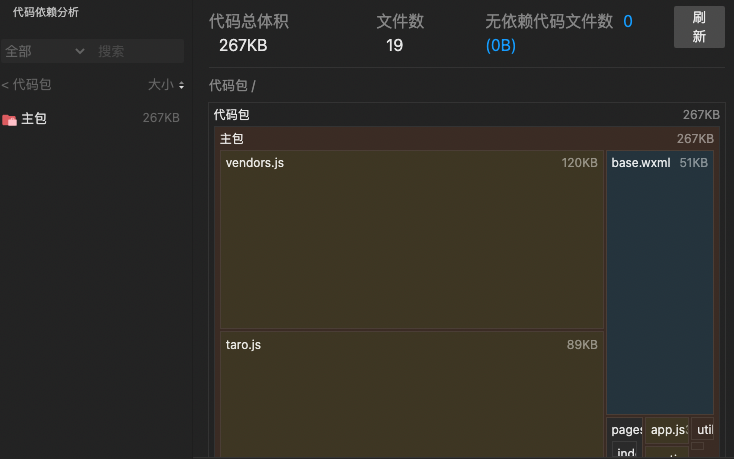 代码依赖分析
全部
搜索
< 代码包
大小
主包
267KB
代码总体积
267KB
文件数
19
无依赖代码文件数 0
(0B)
刷
新
代码包 /
代码包
267KB
主包
267KB
vendors.js
120KB
base.wxml
51KB
taro.js
89KB
pages
app.js
util